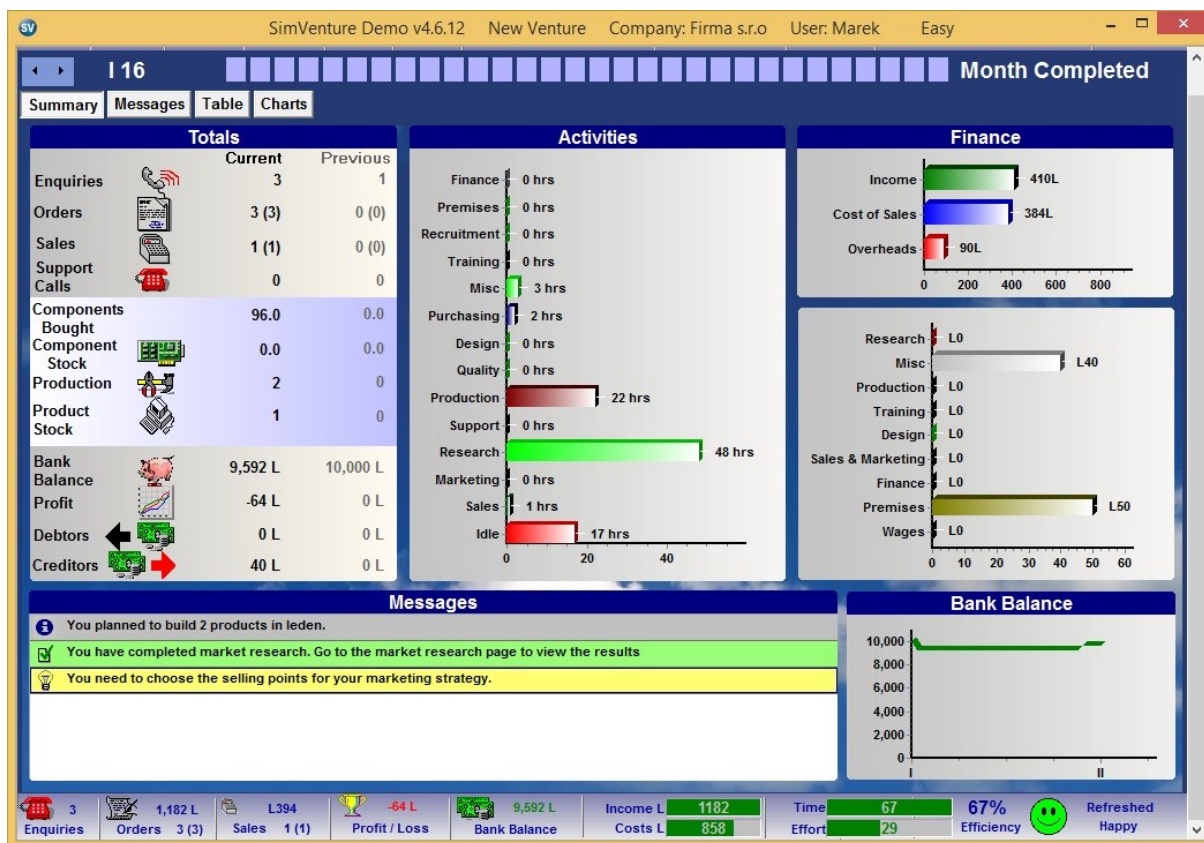 SV SimVenture Demo v4.6.12 New Venture Company: Firma s.r.o User: Marek Easy
I 16 Month Completed
Summary Messages Table Charts
Totals
Current Previous
Enquiries 3 1
Orders 3 (3) 0 (0)
Sales 1 (1) 0 (0)
Support
Calls 0 0
Components
Bought 96.0 0.0
Component
Stock 0.0 0.0
Production 2 0
Product
Stock 1 0
Bank
Balance 9,592 L 10,000 L
Profit -64 L 0 L
Debtors 0 L 0 L
Creditors 40 L 0 L
Activities
Finance 0 hrs
Premises 0 hrs
Recruitment 0 hrs
Training 0 hrs
Misc 3 hrs
Purchasing 2 hrs
Design 0 hrs
Quality 0 hrs
Production 22 hrs
Support 0 hrs
Research 48 hrs
Marketing 0 hrs
Sales 1 hrs
Idle 17 hrs
0 20 40
Finance
Income 410L
Cost of Sales 384L
Overheads 90L
0 200 400 600 800
Research L0
Misc L40
Production L0
Training L0
Design L0
Sales & Marketing L0
Finance L0
Premises L50
Wages L0
0 10 20 30 40 50 60
Messages
You planned to build 2 products in leden.
You have completed market research. Go to the market research page to view the results
You need to choose the selling points for your marketing strategy.
Bank Balance
10,000
8,000
6,000
4,000
2,000
0
I II
3 1,182 L L394 -64 L 9,592 L Income L 1182 Time 67 67% Refreshed
Enquiries Orders 3 (3) Sales 1 (1) Profit / Loss Bank Balance Costs L 858 Effort 29 Efficiency Happy